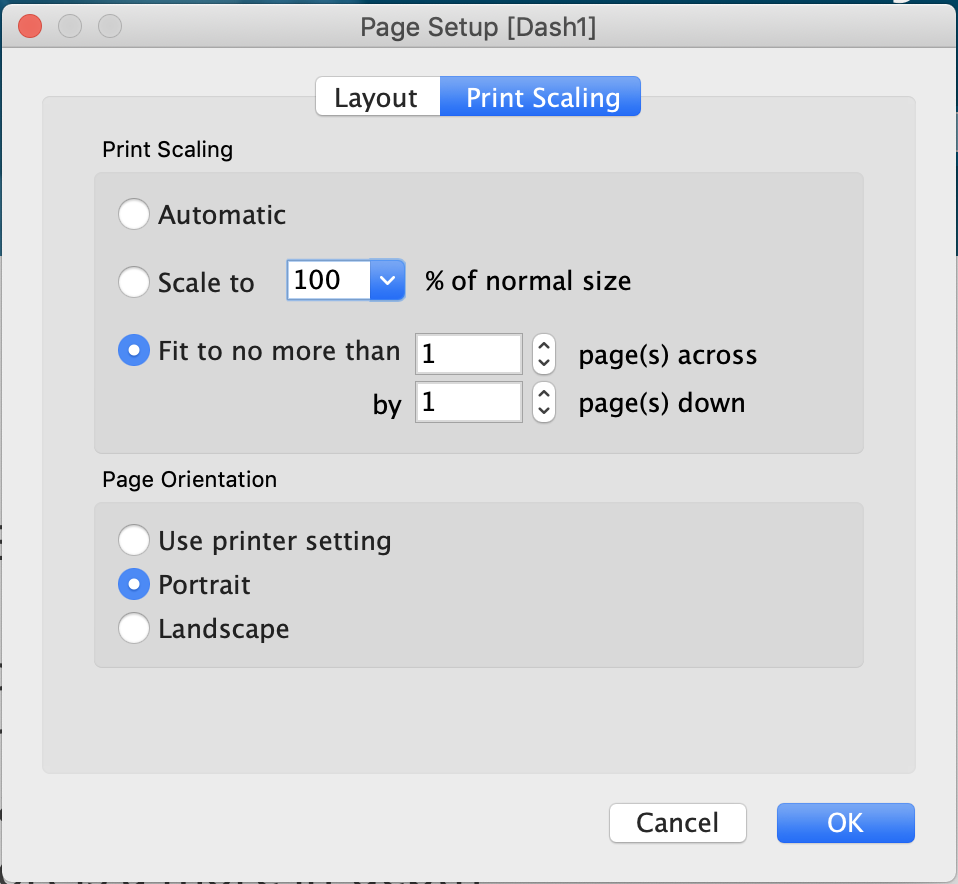 Page Setup [Dash1]
Layout Print Scaling
Print Scaling
Automatic
Scale to 100 % of normal size
Fit to no more than 1 page(s) across
by 1 page(s) down
Page Orientation
Use printer setting
Portrait
Landscape
Cancel OK